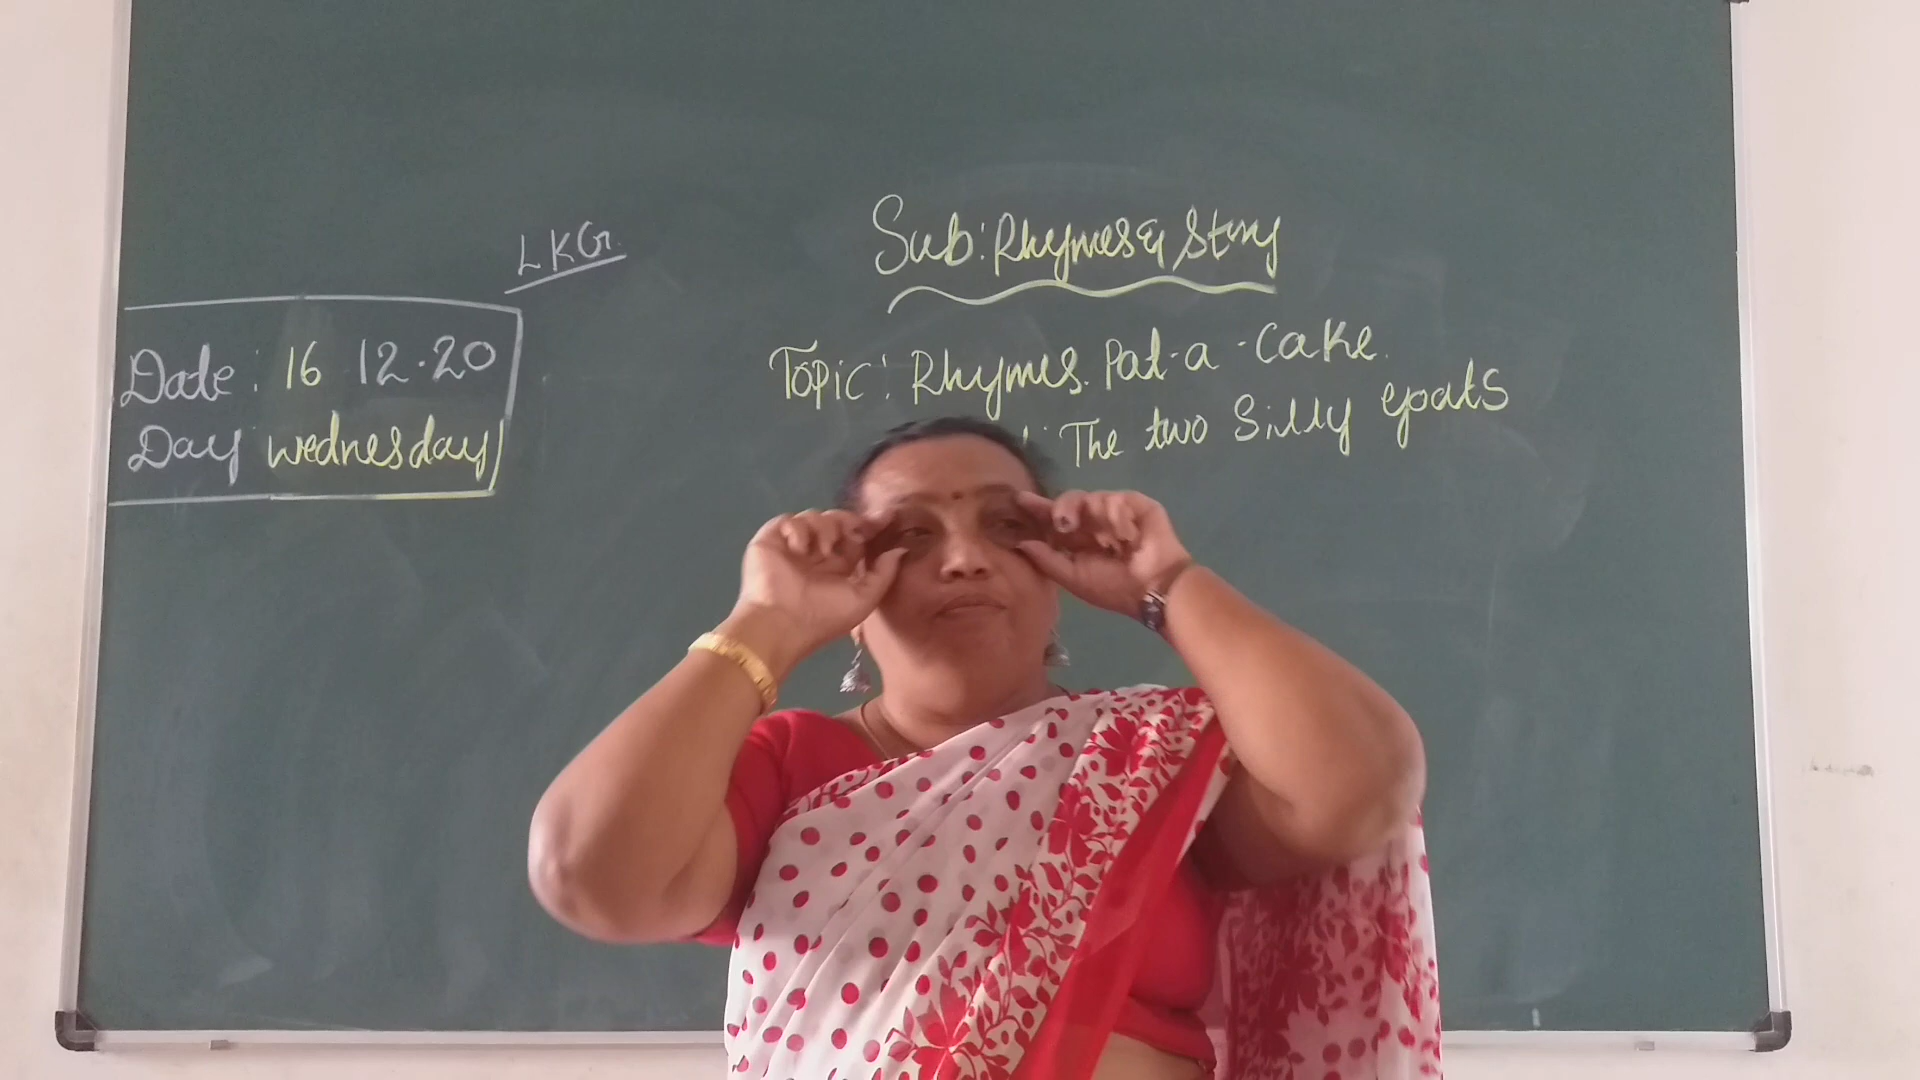 LKG.
Date: 16 12.20
Day wednesday
Sub: Rhymes & Story
Topic: Rhymes. Pat-a-cake.
: The two Silly goats